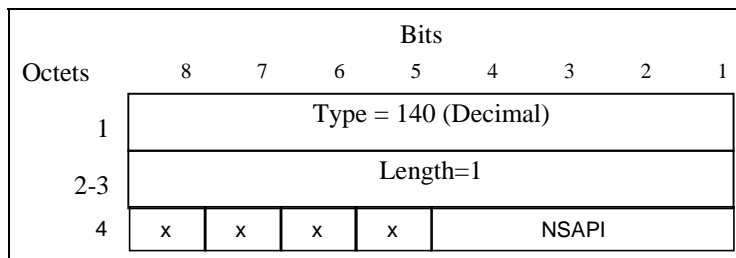 Bits
Octets 8 7 6 5 4 3 2 1
1 Type = 140 (Decimal)
2-3 Length=1
4 x x x x NSAPI